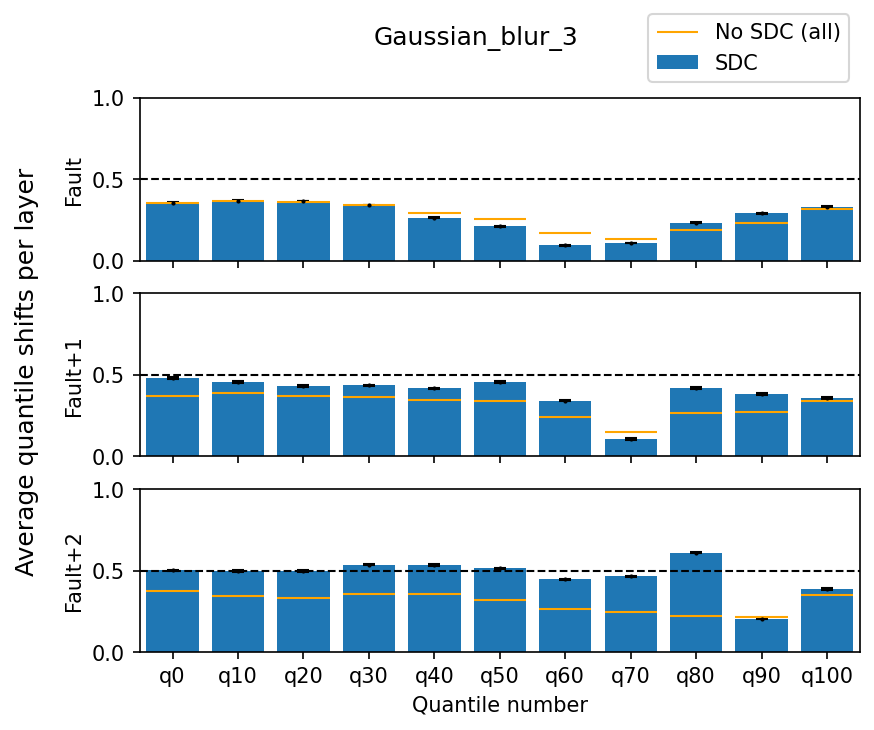 Gaussian_blur_3
No SDC (all)
SDC
Average quantile shifts per layer
Fault
1.0
0.5
0.0
Fault+1
1.0
0.5
0.0
Fault+2
1.0
0.5
0.0
q0 q10 q20 q30 q40 q50 q60 q70 q80 q90 q100
Quantile number